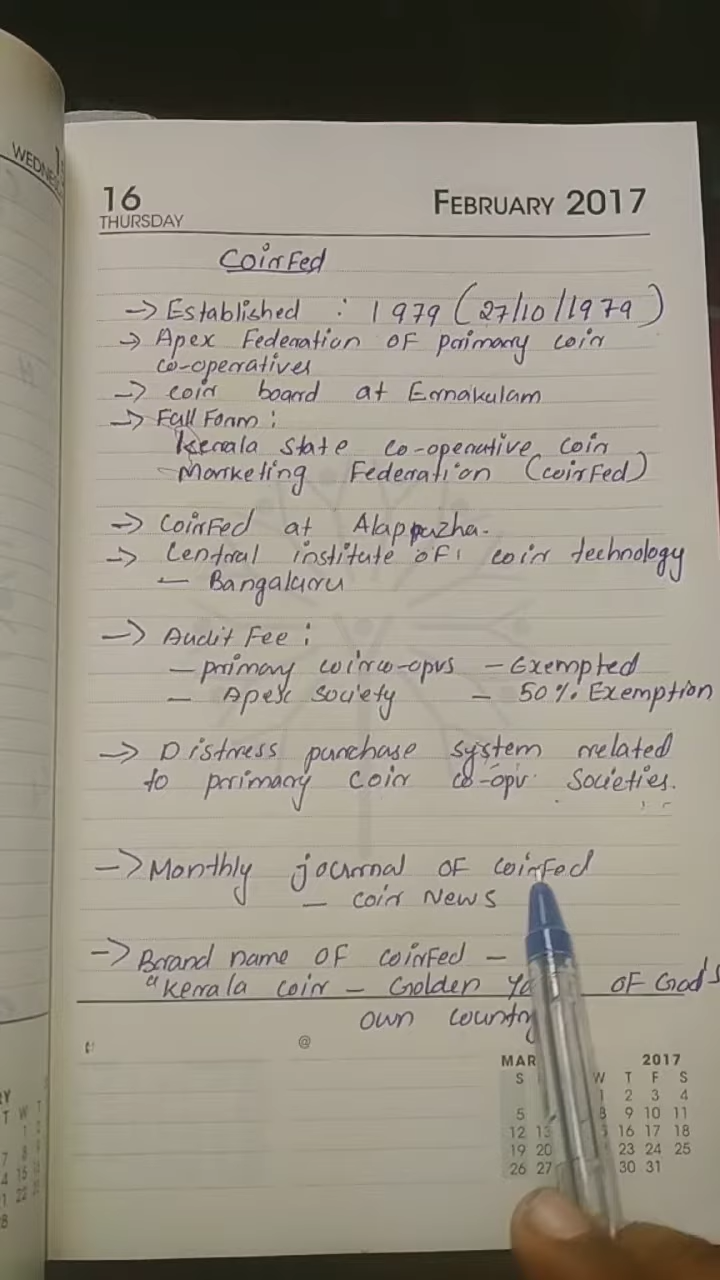 WEDNES
16
THURSDAY
FEBRUARY 2017
CoirFed
-> Established : 1979 (27/10/1979)
-> Apex Federation OF primary coir
co-operatives
-> coir board at Ernakulam
-> Full Form :
Kerala state co-operative coir
Marketing Federation (coirFed)
-> CoirFed at Alappuzha.
-> Central institute OF coir technology
- Bangaluru
-> Audit Fee :
- primary coir co-opvs - Exempted
- Apex Society - 50% Exemption
-> Distress purchase system related
to primary coir co-opv. Societies.
-> Monthly journal OF coirFed
- coir News
-> Brand name OF coirFed -
"Kerala coir - Golden OF God's
own country
@
MAR 2017
S W T F S
1 2 3 4
5 8 9 10 11
12 13 16 17 18
19 20 23 24 25
26 27 30 31